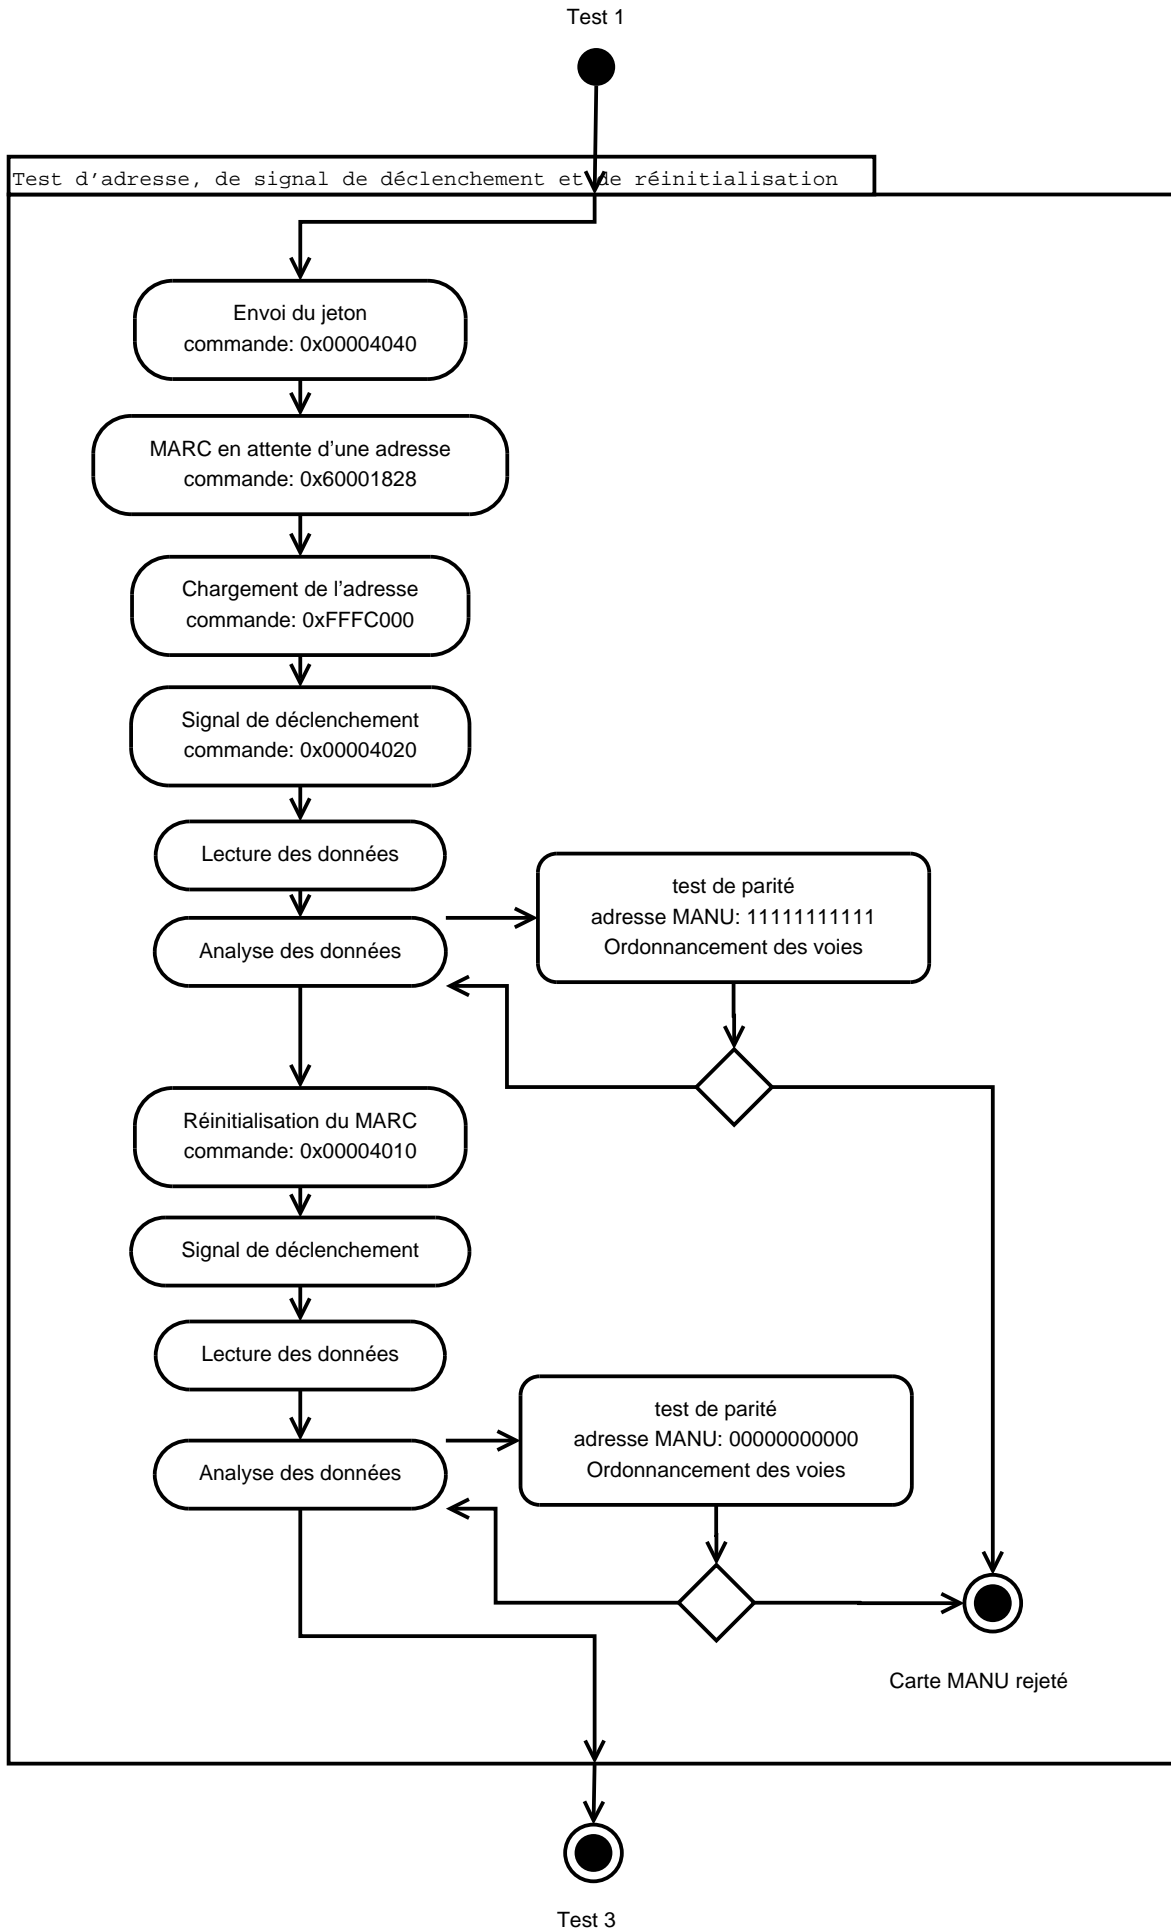 Test 1
Test d'adresse, de signal de déclenchement et de réinitialisation
Envoi du jeton
commande: 0x00004040
MARC en attente d'une adresse
commande: 0x60001828
Chargement de l'adresse
commande: 0xFFFC000
Signal de déclenchement
commande: 0x00004020
Lecture des données
Analyse des données
test de parité
adresse MANU: 11111111111
Ordonnancement des voies
Réinitialisation du MARC
commande: 0x00004010
Signal de déclenchement
Lecture des données
Analyse des données
test de parité
adresse MANU: 00000000000
Ordonnancement des voies
Carte MANU rejeté
Test 3